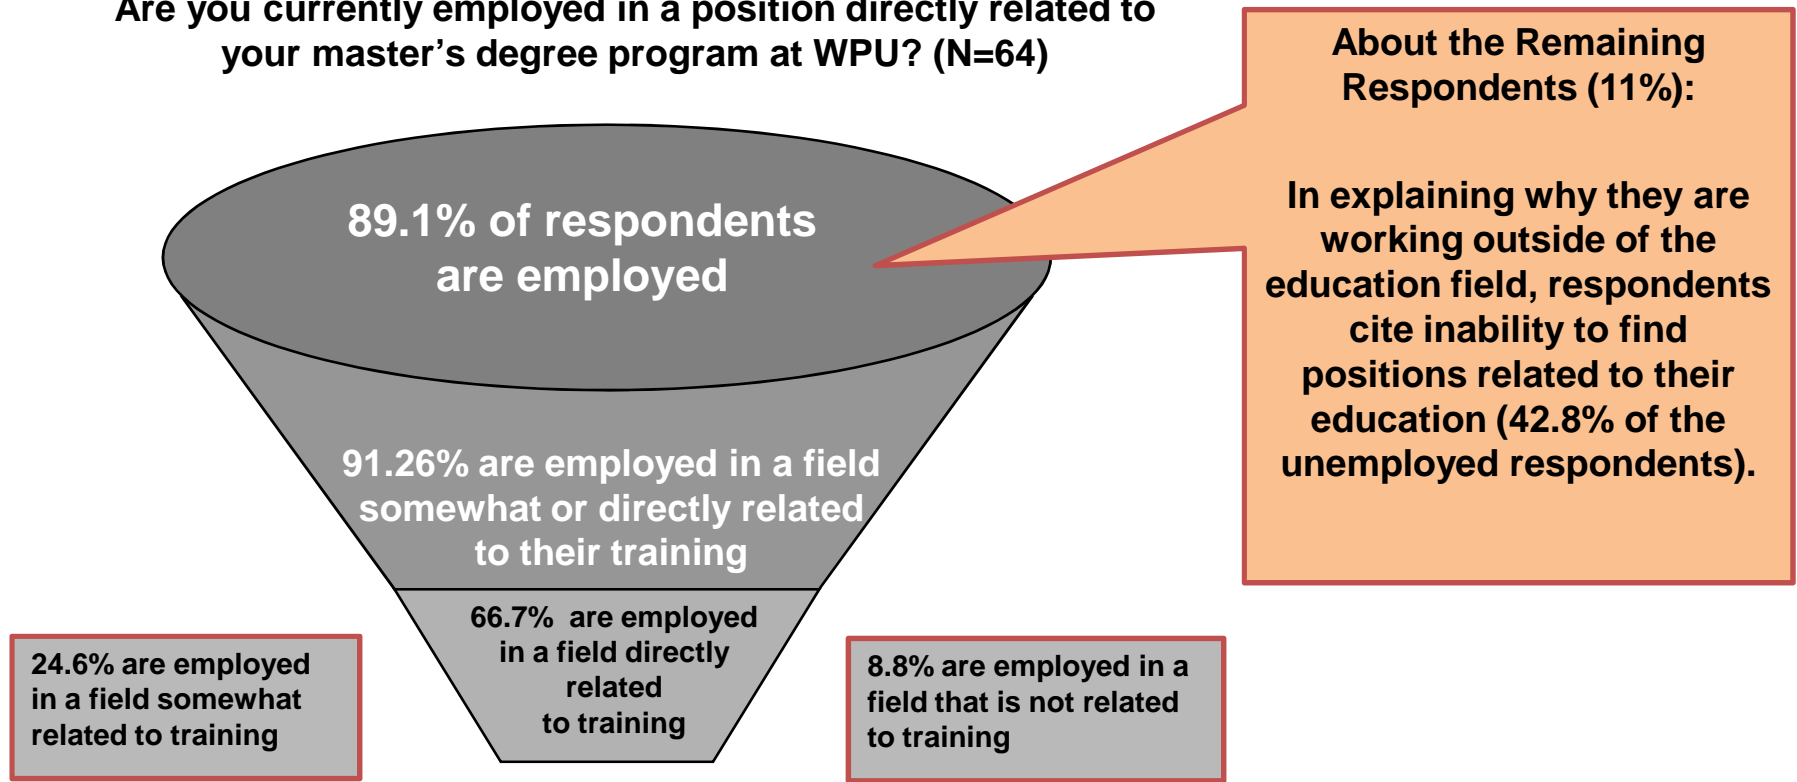 Are you currently employed in a position directly related to
your master’s degree program at WPU? (N=64)
About the Remaining
Respondents (11%):
In explaining why they are
working outside of the
education field, respondents
cite inability to find
positions related to their
education (42.8% of the
unemployed respondents).
89.1% of respondents
are employed
91.26% are employed in a field
somewhat or directly related
to their training
66.7% are employed
in a field directly
related
to training
24.6% are employed
in a field somewhat
related to training
8.8% are employed in a
field that is not related
to training